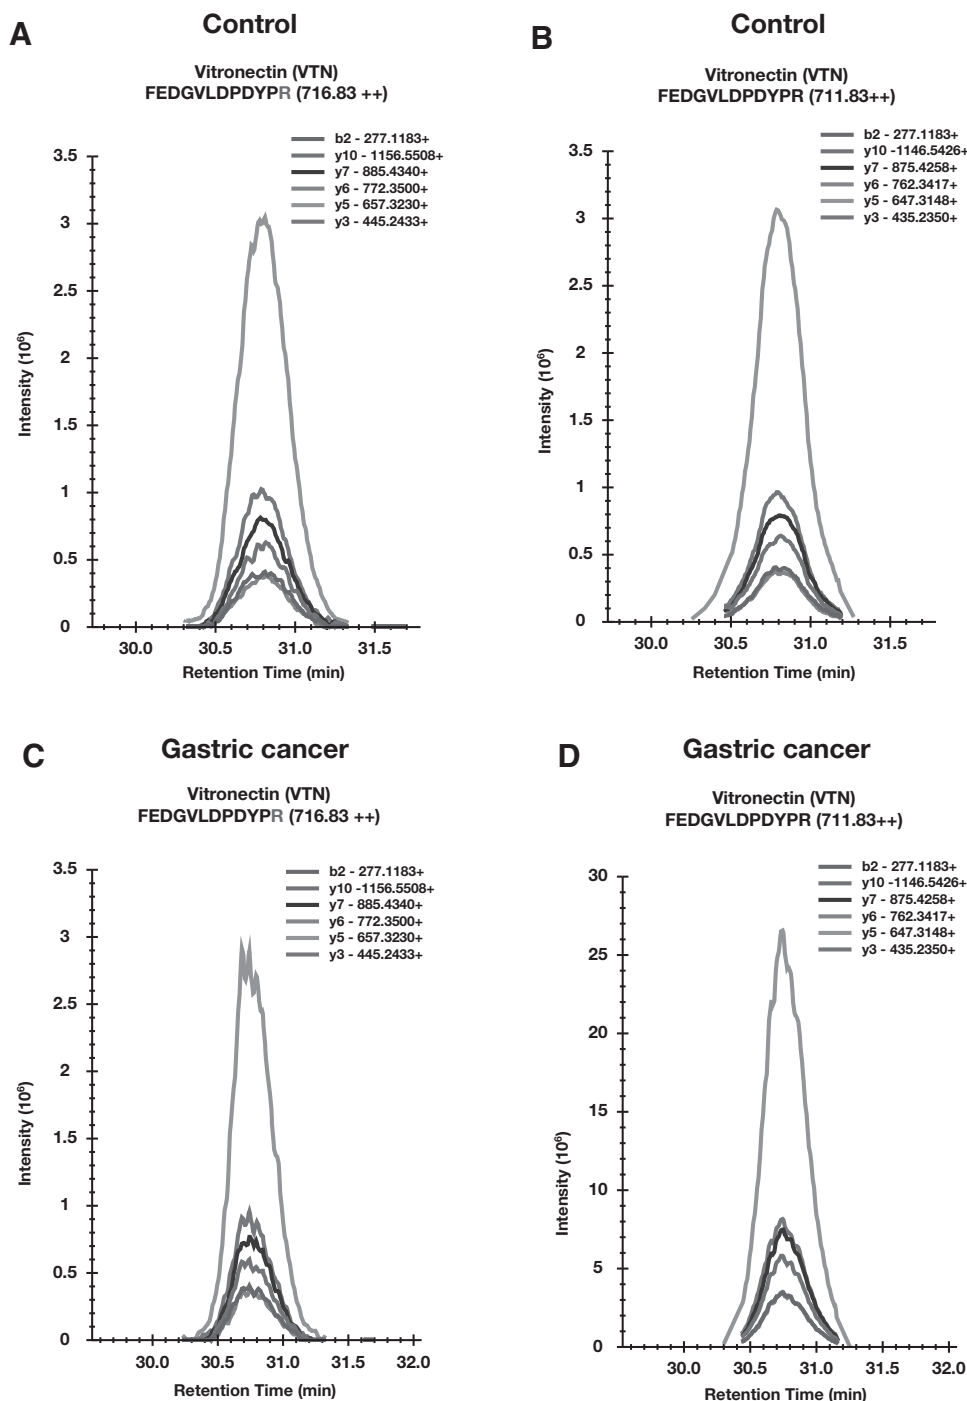 A
Control
Vitronectin (VTN)
FEDGVLDPDYPR (716.83 ++)
b2 - 277.1183+
y10 - 1156.5508+
y7 - 885.4340+
y6 - 772.3500+
y5 - 657.3230+
y3 - 445.2433+
3.5
3
2.5
2
1.5
1
0.5
0
Intensity (10⁶)
30.0 30.5 31.0 31.5
Retention Time (min)
B
Control
Vitronectin (VTN)
FEDGVLDPDYPR (711.83++)
b2 - 277.1183+
y10 -1146.5426+
y7 - 875.4258+
y6 - 762.3417+
y5 - 647.3148+
y3 - 435.2350+
3.5
3
2.5
2
1.5
1
0.5
0
Intensity (10⁶)
30.0 30.5 31.0 31.5
Retention Time (min)
C
Gastric cancer
Vitronectin (VTN)
FEDGVLDPDYPR (716.83 ++)
b2 - 277.1183+
y10 -1156.5508+
y7 - 885.4340+
y6 - 772.3500+
y5 - 657.3230+
y3 - 445.2433+
3.5
3
2.5
2
1.5
1
0.5
0
Intensity (10⁶)
30.0 30.5 31.0 31.5 32.0
Retention Time (min)
D
Gastric cancer
Vitronectin (VTN)
FEDGVLDPDYPR (711.83++)
b2 - 277.1183+
y10 -1146.5426+
y7 - 875.4258+
y6 - 762.3417+
y5 - 647.3148+
y3 - 435.2350+
30
25
20
15
10
5
0
Intensity (10⁶)
30.0 30.5 31.0 31.5 32.0
Retention Time (min)